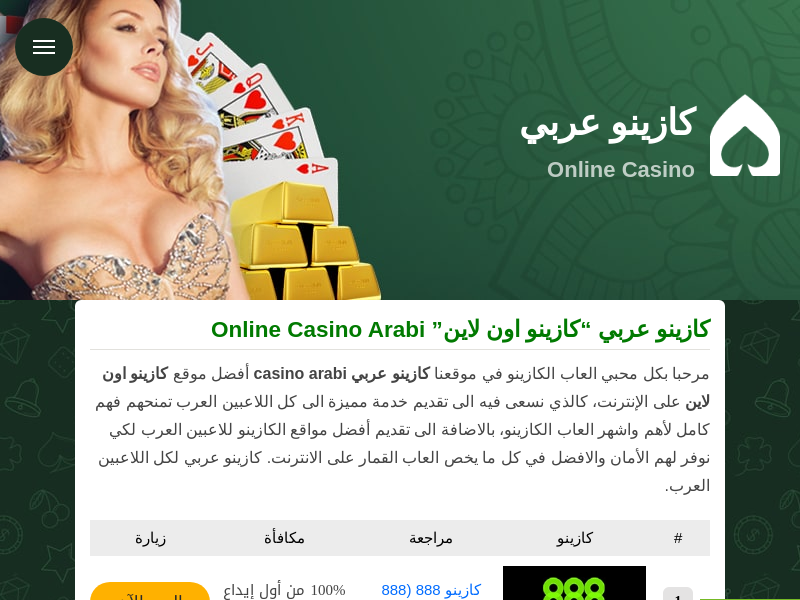 كازينو عربي
Online Casino
كازينو عربي “كازينو اون لاين” Online Casino Arabi
مرحبا بكل محبي العاب الكازينو في موقعنا كازينو عربي casino arabi أفضل موقع كازينو اون
لاين على الإنترنت، كالذي نسعى فيه الى تقديم خدمة مميزة الى كل اللاعبين العرب تمنحهم فهم
كامل لأهم واشهر العاب الكازينو، بالاضافة الى تقديم أفضل مواقع الكازينو للاعبين العرب لكي
نوفر لهم الأمان والافضل في كل ما يخص العاب القمار على الانترنت. كازينو عربي لكل اللاعبين
العرب.
# كازينو مراجعة مكافأة زيارة
888 كازينو 888 (888 100% من أول إيداع